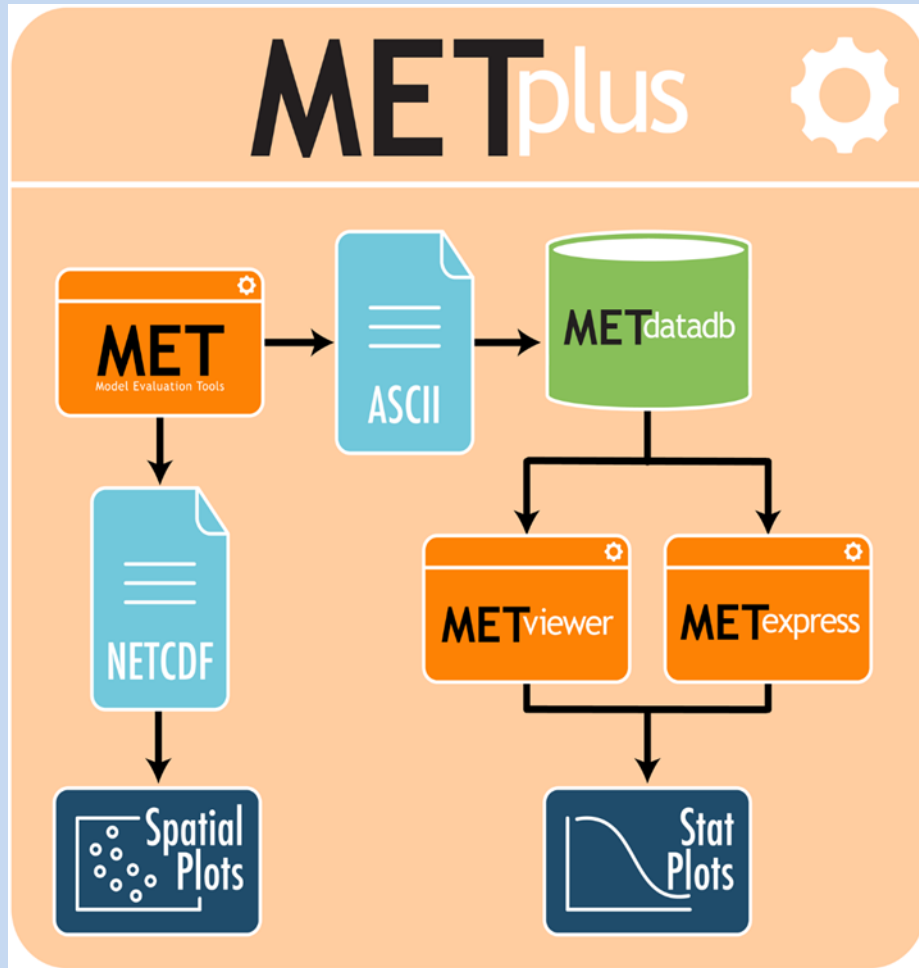 METplus
MET
Model Evaluation Tools
ASCII
METdatadb
NETCDF
METviewer
METexpress
Spatial
Plots
Stat
Plots